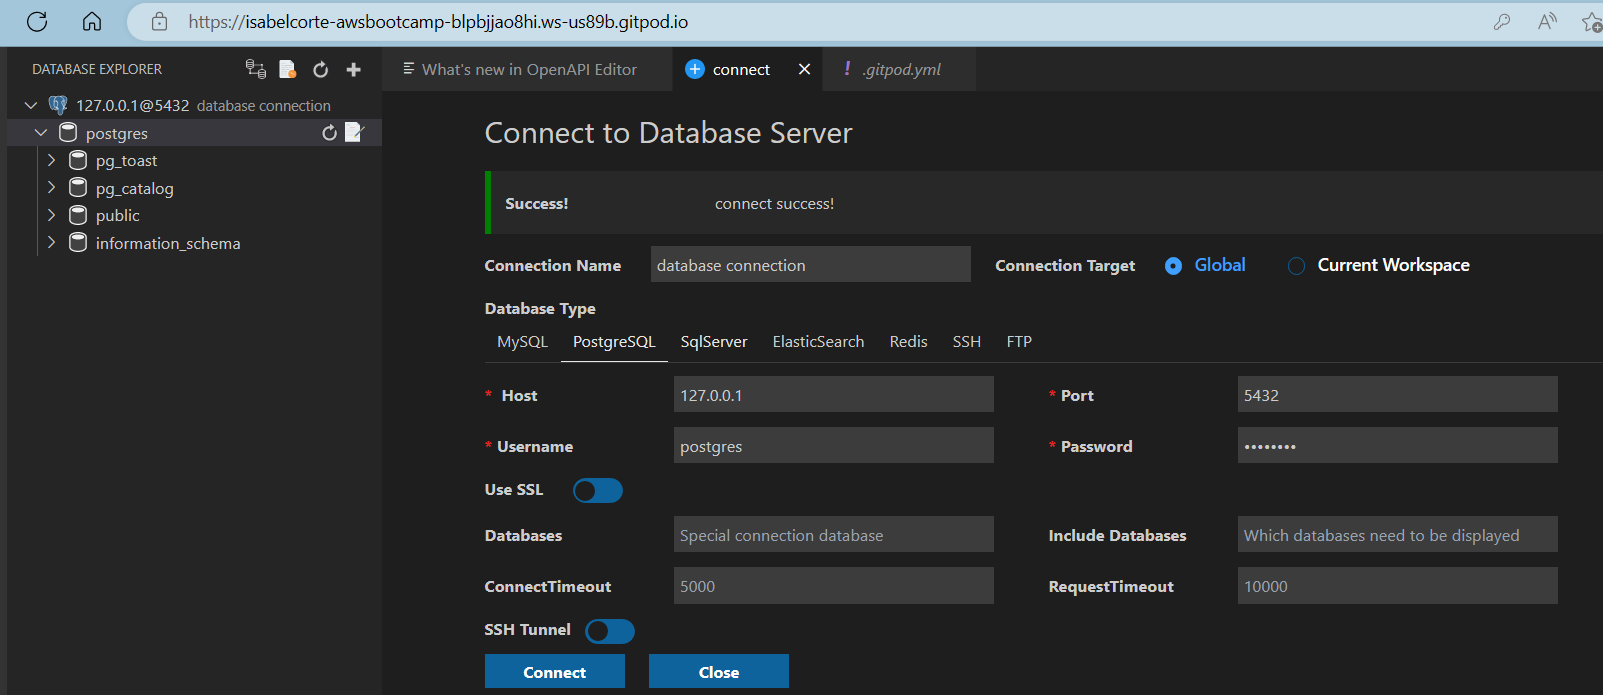 https://isabelcorte-awsbootcamp-blpbjjao8hi.ws-us89b.gitpod.io
DATABASE EXPLORER
What's new in OpenAPI Editor
connect
.gitpod.yml
127.0.0.1@5432 database connection
postgres
pg_toast
pg_catalog
public
information_schema
Connect to Database Server
Success! connect success!
Connection Name database connection Connection Target Global Current Workspace
Database Type
MySQL PostgreSQL SqlServer ElasticSearch Redis SSH FTP
* Host 127.0.0.1 * Port 5432
* Username postgres * Password ••••••••
Use SSL
Databases Special connection database Include Databases Which databases need to be displayed
ConnectTimeout 5000 RequestTimeout 10000
SSH Tunnel
Connect Close